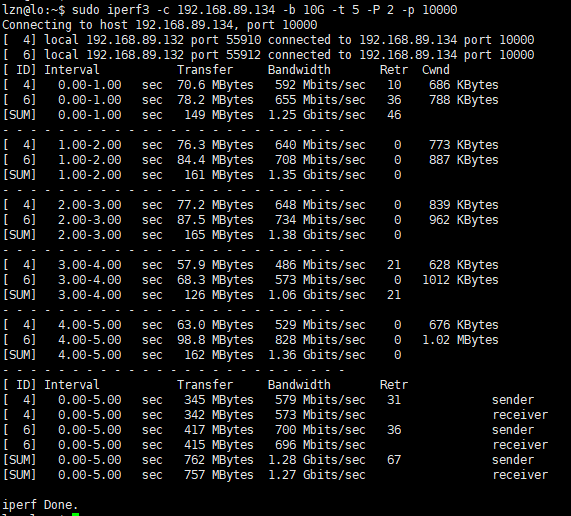 lzn@lo:~$ sudo iperf3 -c 192.168.89.134 -b 10G -t 5 -P 2 -p 10000
Connecting to host 192.168.89.134, port 10000
[  4] local 192.168.89.132 port 55910 connected to 192.168.89.134 port 10000
[  6] local 192.168.89.132 port 55912 connected to 192.168.89.134 port 10000
[ ID] Interval           Transfer     Bandwidth       Retr  Cwnd
[  4]   0.00-1.00   sec  70.6 MBytes   592 Mbits/sec   10    686 KBytes
[  6]   0.00-1.00   sec  78.2 MBytes   655 Mbits/sec   36    788 KBytes
[SUM]   0.00-1.00   sec   149 MBytes  1.25 Gbits/sec   46
- - - - - - - - - - - - - - - - - - - - - - - - -
[  4]   1.00-2.00   sec  76.3 MBytes   640 Mbits/sec    0    773 KBytes
[  6]   1.00-2.00   sec  84.4 MBytes   708 Mbits/sec    0    887 KBytes
[SUM]   1.00-2.00   sec   161 MBytes  1.35 Gbits/sec    0
- - - - - - - - - - - - - - - - - - - - - - - - -
[  4]   2.00-3.00   sec  77.2 MBytes   648 Mbits/sec    0    839 KBytes
[  6]   2.00-3.00   sec  87.5 MBytes   734 Mbits/sec    0    962 KBytes
[SUM]   2.00-3.00   sec   165 MBytes  1.38 Gbits/sec    0
- - - - - - - - - - - - - - - - - - - - - - - - -
[  4]   3.00-4.00   sec  57.9 MBytes   486 Mbits/sec   21    628 KBytes
[  6]   3.00-4.00   sec  68.3 MBytes   573 Mbits/sec    0   1012 KBytes
[SUM]   3.00-4.00   sec   126 MBytes  1.06 Gbits/sec   21
- - - - - - - - - - - - - - - - - - - - - - - - -
[  4]   4.00-5.00   sec  63.0 MBytes   529 Mbits/sec    0    676 KBytes
[  6]   4.00-5.00   sec  98.8 MBytes   828 Mbits/sec    0   1.02 MBytes
[SUM]   4.00-5.00   sec   162 MBytes  1.36 Gbits/sec    0
- - - - - - - - - - - - - - - - - - - - - - - - -
[ ID] Interval           Transfer     Bandwidth       Retr
[  4]   0.00-5.00   sec   345 MBytes   579 Mbits/sec   31             sender
[  4]   0.00-5.00   sec   342 MBytes   573 Mbits/sec                  receiver
[  6]   0.00-5.00   sec   417 MBytes   700 Mbits/sec   36             sender
[  6]   0.00-5.00   sec   415 MBytes   696 Mbits/sec                  receiver
[SUM]   0.00-5.00   sec   762 MBytes  1.28 Gbits/sec   67             sender
[SUM]   0.00-5.00   sec   757 MBytes  1.27 Gbits/sec                  receiver
iperf Done.